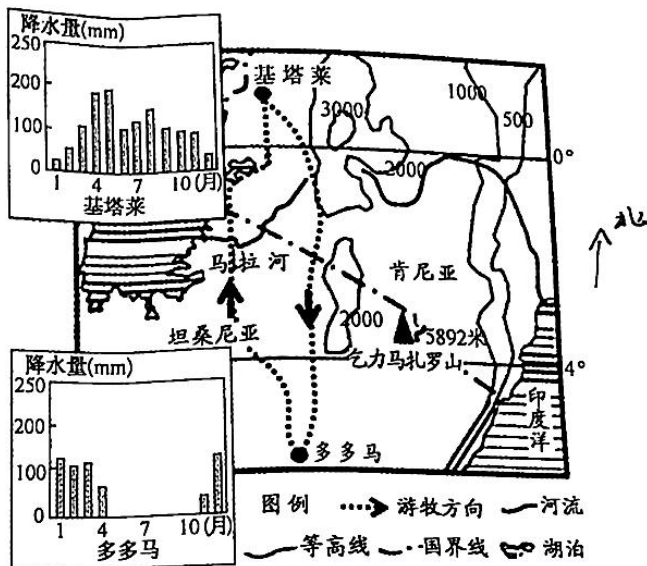 降水量(mm)
250
200
100
0
1 4 7 10(月)
基塔莱
基塔莱
3000
1000
500
2000
0°
马拉河
肯尼亚
北
2000
5892米
坦桑尼亚
乞力马扎罗山
4°
印度洋
多多马
降水量(mm)
250
200
100
0
1 4 7 10(月)
多多马
图例 游牧方向 河流
等高线 国界线 湖泊